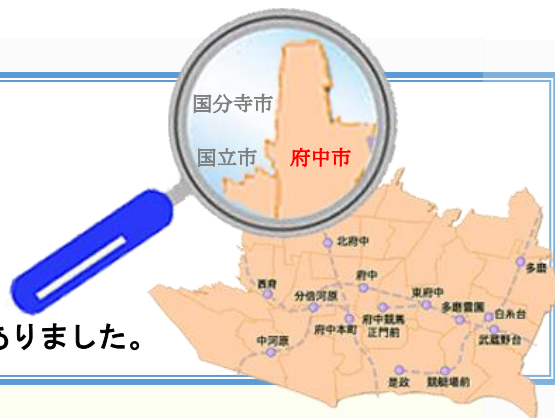 国分寺市
国立市
府中市
北府中
多磨
西府
府中
分倍河原
東府中
多磨霊園
白糸台
府中本町
府中競馬
正門前
武蔵野台
中河原
ありました。
是政
競艇場前